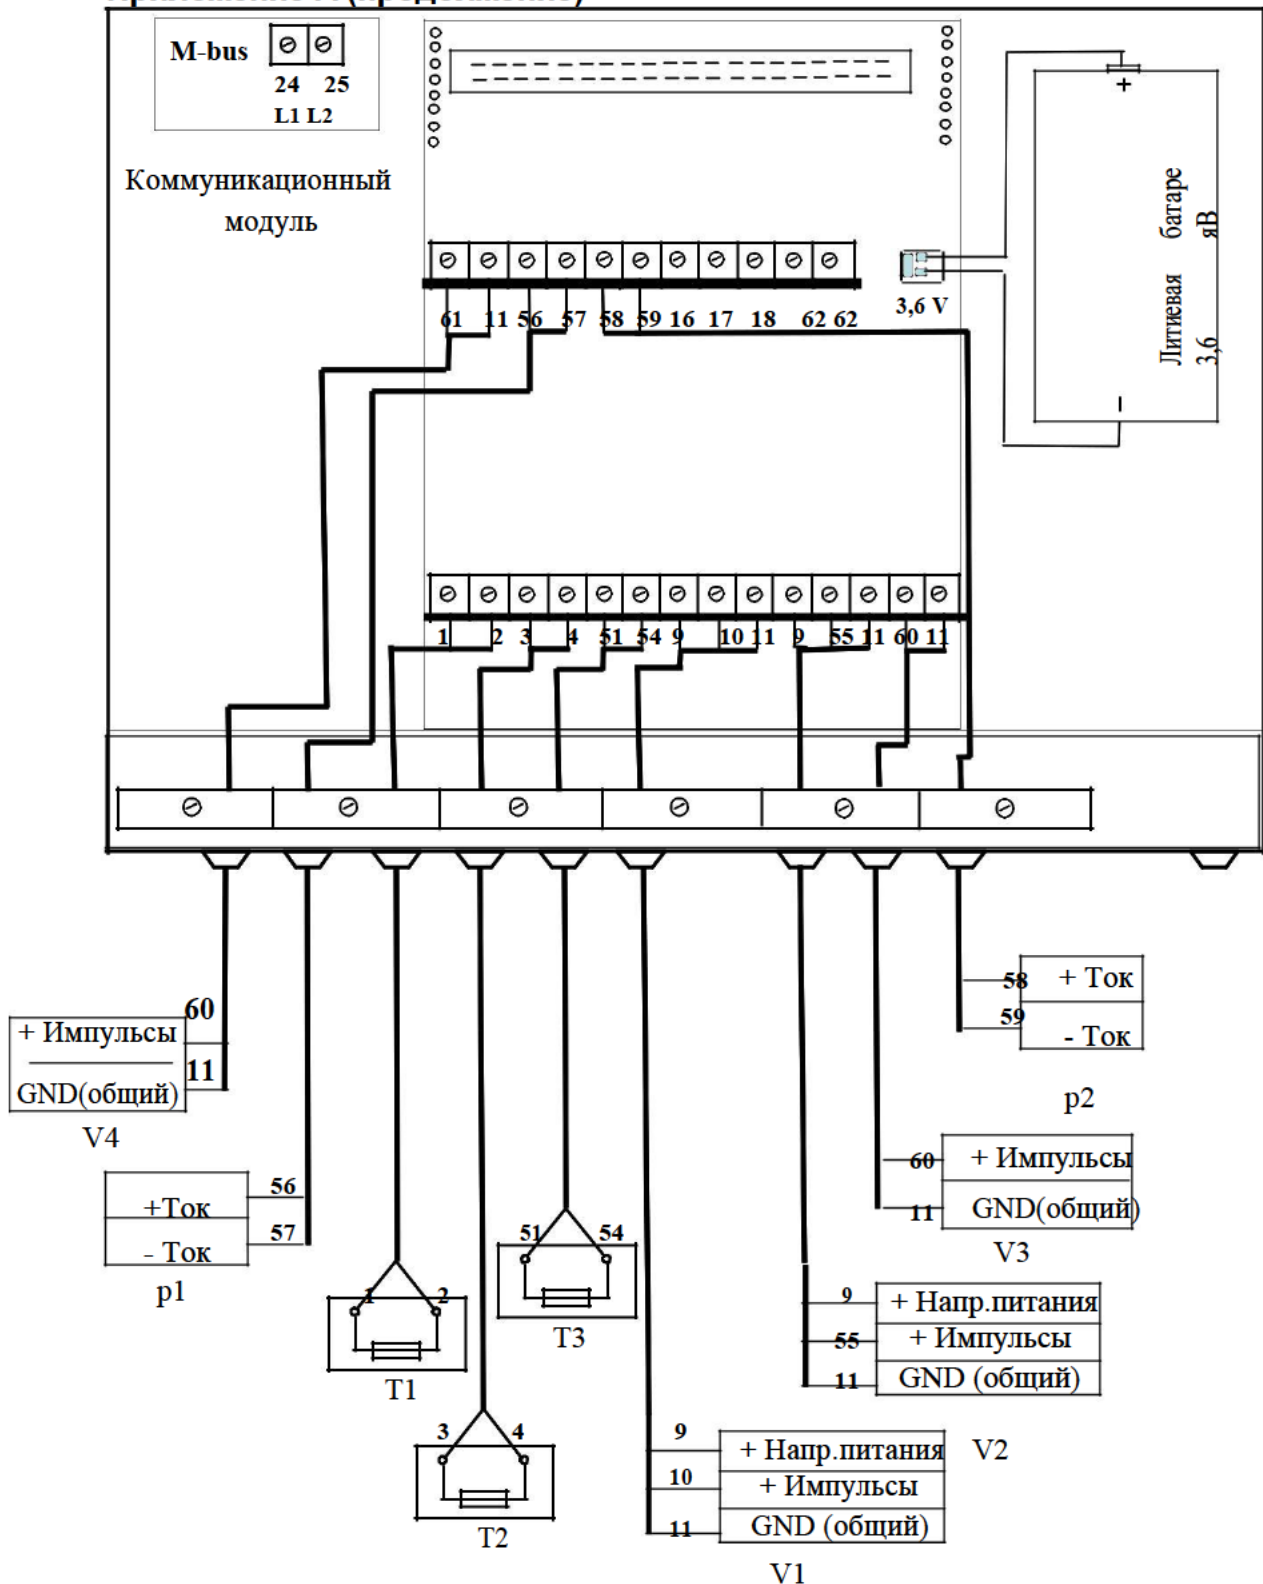 Приложение А (продолжение)
M-bus
24 25
L1 L2
Коммуникационный
модуль
+
Литиевая батаре
3,6 яВ
3,6 V
–
61 11 56 57 58 59 16 17 18 62 62
1 2 3 4 51 54 9 10 11 9 55 11 60 11
60
+ Импульсы
11
GND(общий)
V4
56
+Ток
57
- Ток
p1
1 2
T1
3 4
T2
51 54
T3
58 + Ток
59 - Ток
p2
60 + Импульсы
11 GND(общий)
V3
9 + Напр.питания
55 + Импульсы
11 GND (общий)
V2
9 + Напр.питания
10 + Импульсы
11 GND (общий)
V1